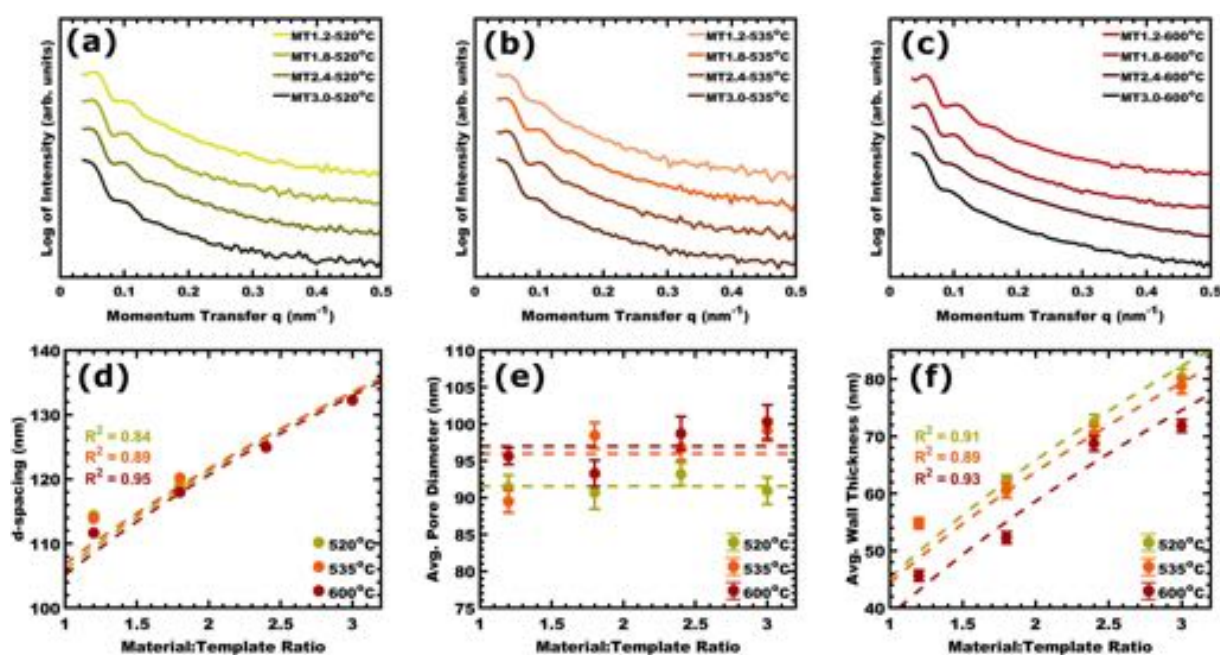 (a)
MT1.2-520°C
MT1.8-520°C
MT2.4-520°C
MT3.0-520°C
Log of Intensity (arb. units)
0 0.1 0.2 0.3 0.4 0.5
Momentum Transfer q (nm⁻¹)
(b)
MT1.2-535°C
MT1.8-535°C
MT2.4-535°C
MT3.0-535°C
Log of Intensity (arb. units)
0 0.1 0.2 0.3 0.4 0.5
Momentum Transfer q (nm⁻¹)
(c)
MT1.2-600°C
MT1.8-600°C
MT2.4-600°C
MT3.0-600°C
Log of Intensity (arb. units)
0 0.1 0.2 0.3 0.4 0.5
Momentum Transfer q (nm⁻¹)
(d)
140
130
120
110
100
d-spacing (nm)
R² = 0.84
R² = 0.89
R² = 0.95
520°C
535°C
600°C
1 1.5 2 2.5 3
Material:Template Ratio
(e)
110
105
100
95
90
85
80
75
Avg. Pore Diameter (nm)
520°C
535°C
600°C
1 1.5 2 2.5 3
Material:Template Ratio
(f)
80
70
60
50
40
Avg. Wall Thickness (nm)
R² = 0.91
R² = 0.89
R² = 0.93
520°C
535°C
600°C
1 1.5 2 2.5 3
Material:Template Ratio